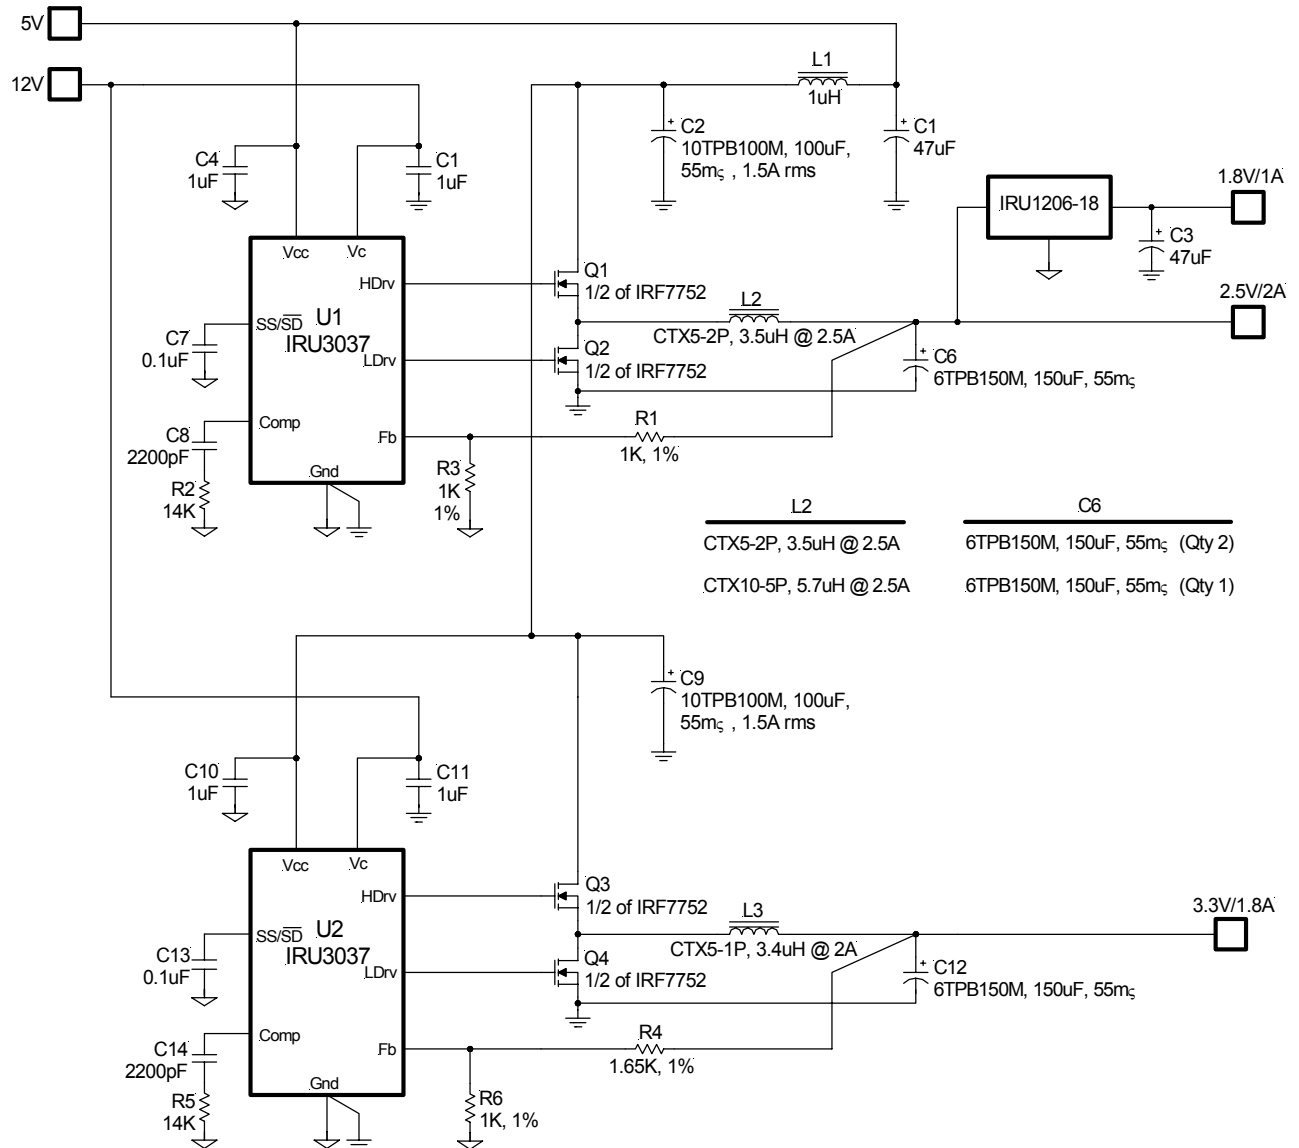 5V
12V
L1
1uH
C2
10TPB100M, 100uF,
55mς , 1.5A rms
C1
47uF
C4
1uF
C1
1uF
1.8V/1A
IRU1206-18
C3
47uF
Vcc
Vc
HDrv
Q1
1/2 of IRF7752
L2
CTX5-2P, 3.5uH @ 2.5A
2.5V/2A
C7
0.1uF
SS/SD
U1
IRU3037
LDrv
Q2
1/2 of IRF7752
C6
6TPB150M, 150uF, 55mς
C8
2200pF
Comp
Fb
R1
1K, 1%
R2
14K
Gnd
R3
1K
1%
L2
C6
CTX5-2P, 3.5uH @ 2.5A
6TPB150M, 150uF, 55mς (Qty 2)
CTX10-5P, 5.7uH @ 2.5A
6TPB150M, 150uF, 55mς (Qty 1)
C9
10TPB100M, 100uF,
55mς , 1.5A rms
C10
1uF
C11
1uF
Vcc
Vc
HDrv
Q3
1/2 of IRF7752
L3
CTX5-1P, 3.4uH @ 2A
3.3V/1.8A
C13
0.1uF
SS/SD
U2
IRU3037
LDrv
Q4
1/2 of IRF7752
C12
6TPB150M, 150uF, 55mς
C14
2200pF
Comp
Fb
R4
1.65K, 1%
R5
14K
Gnd
R6
1K, 1%